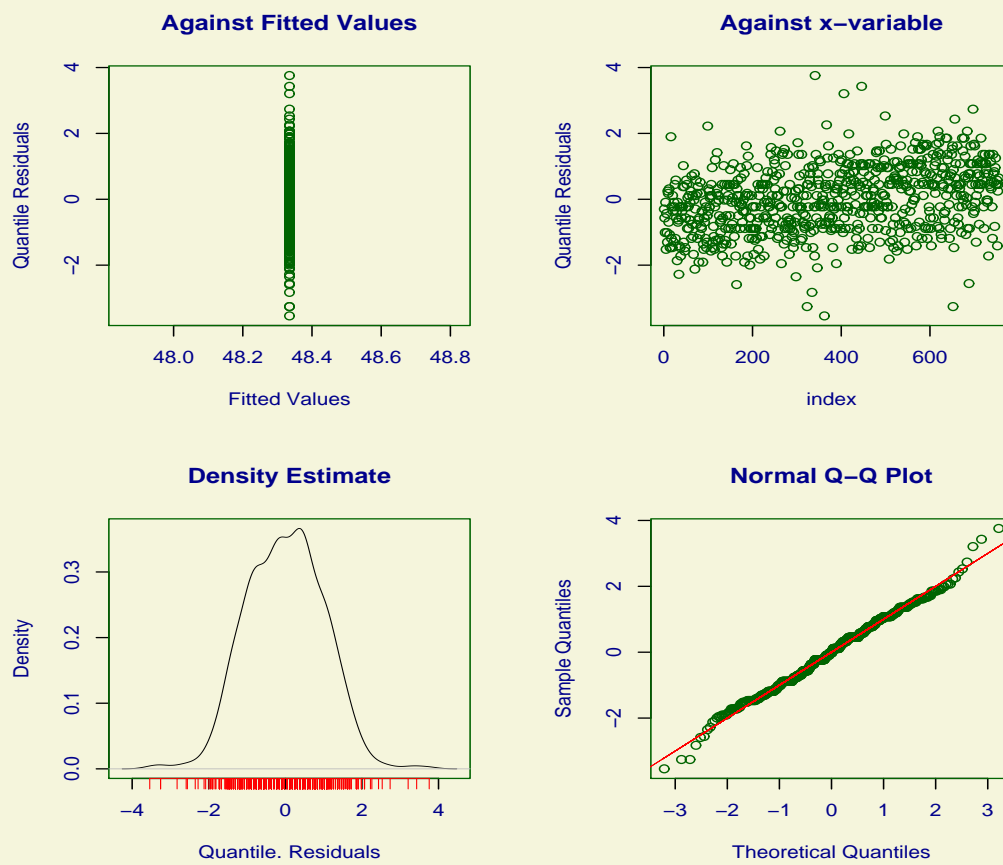 Against Fitted Values
Quantile Residuals
−2 0 2 4
48.0 48.2 48.4 48.6 48.8
Fitted Values
Against x−variable
Quantile Residuals
−2 0 2 4
0 200 400 600
index
Density Estimate
Density
0.0 0.1 0.2 0.3
−4 −2 0 2 4
Quantile. Residuals
Normal Q−Q Plot
Sample Quantiles
−2 0 2 4
−3 −2 −1 0 1 2 3
Theoretical Quantiles